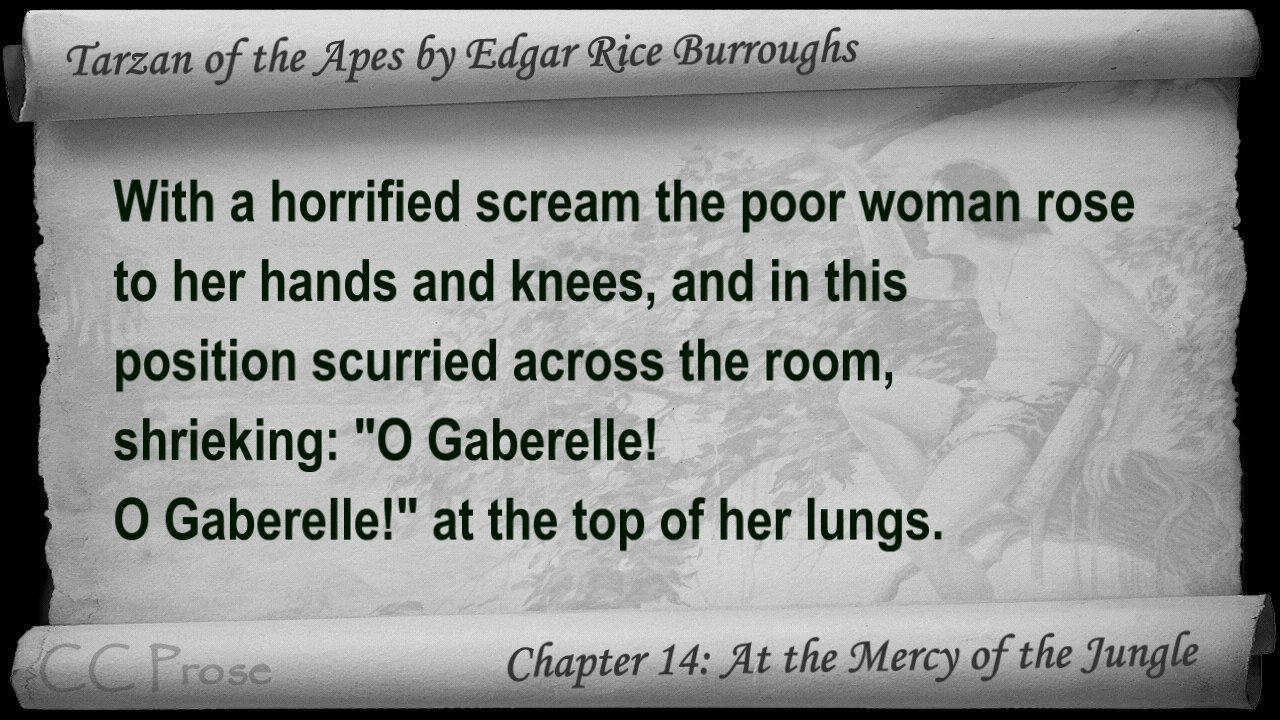 Tarzan of the Apes by Edgar Rice Burroughs
With a horrified scream the poor woman rose
to her hands and knees, and in this
position scurried across the room,
shrieking: "O Gaberelle!
O Gaberelle!" at the top of her lungs.
CC Prose
Chapter 14: At the Mercy of the Jungle